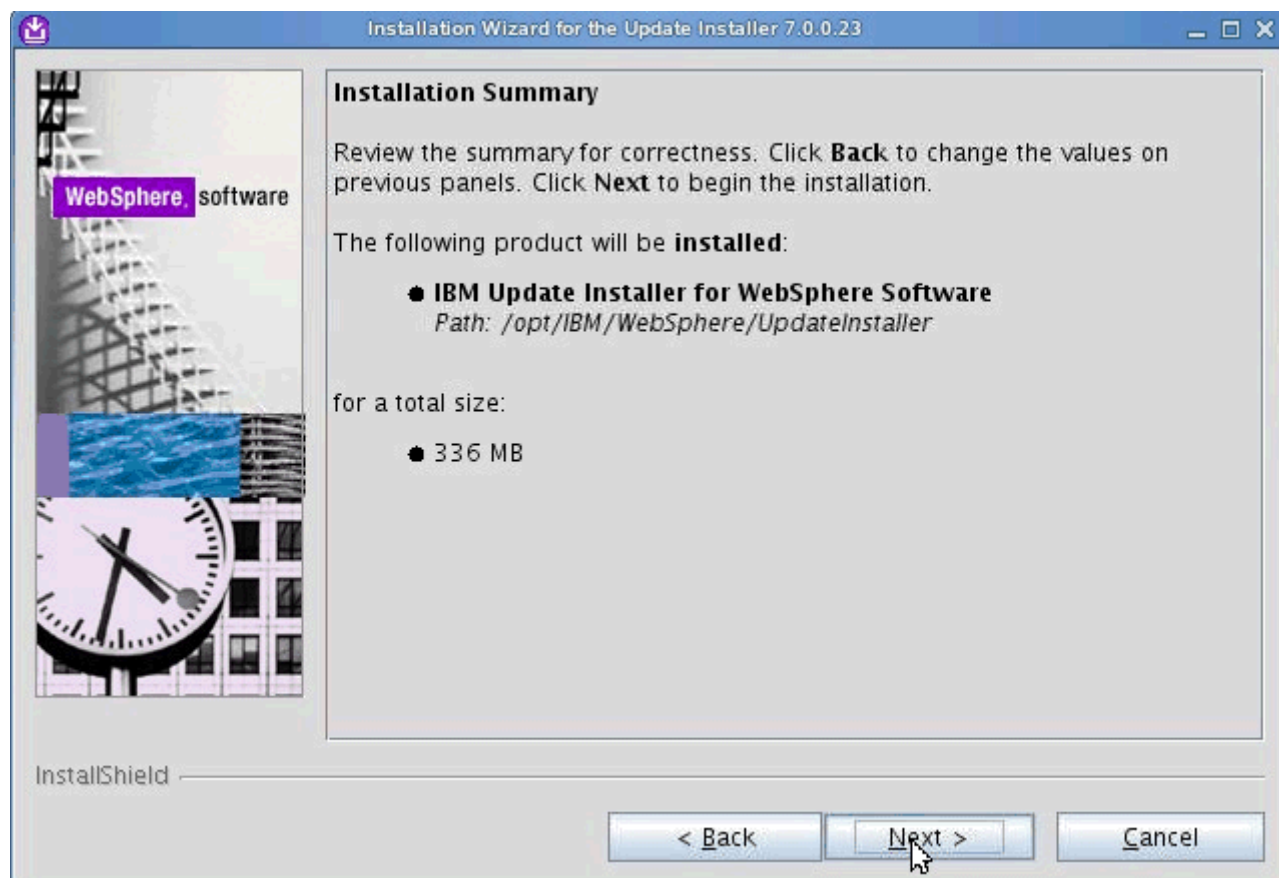 Installation Wizard for the Update Installer 7.0.0.23
WebSphere. software
Installation Summary
Review the summary for correctness. Click Back to change the values on
previous panels. Click Next to begin the installation.
The following product will be installed:
● IBM Update Installer for WebSphere Software
Path: /opt/IBM/WebSphere/UpdateInstaller
for a total size:
● 336 MB
InstallShield
< Back
Next >
Cancel